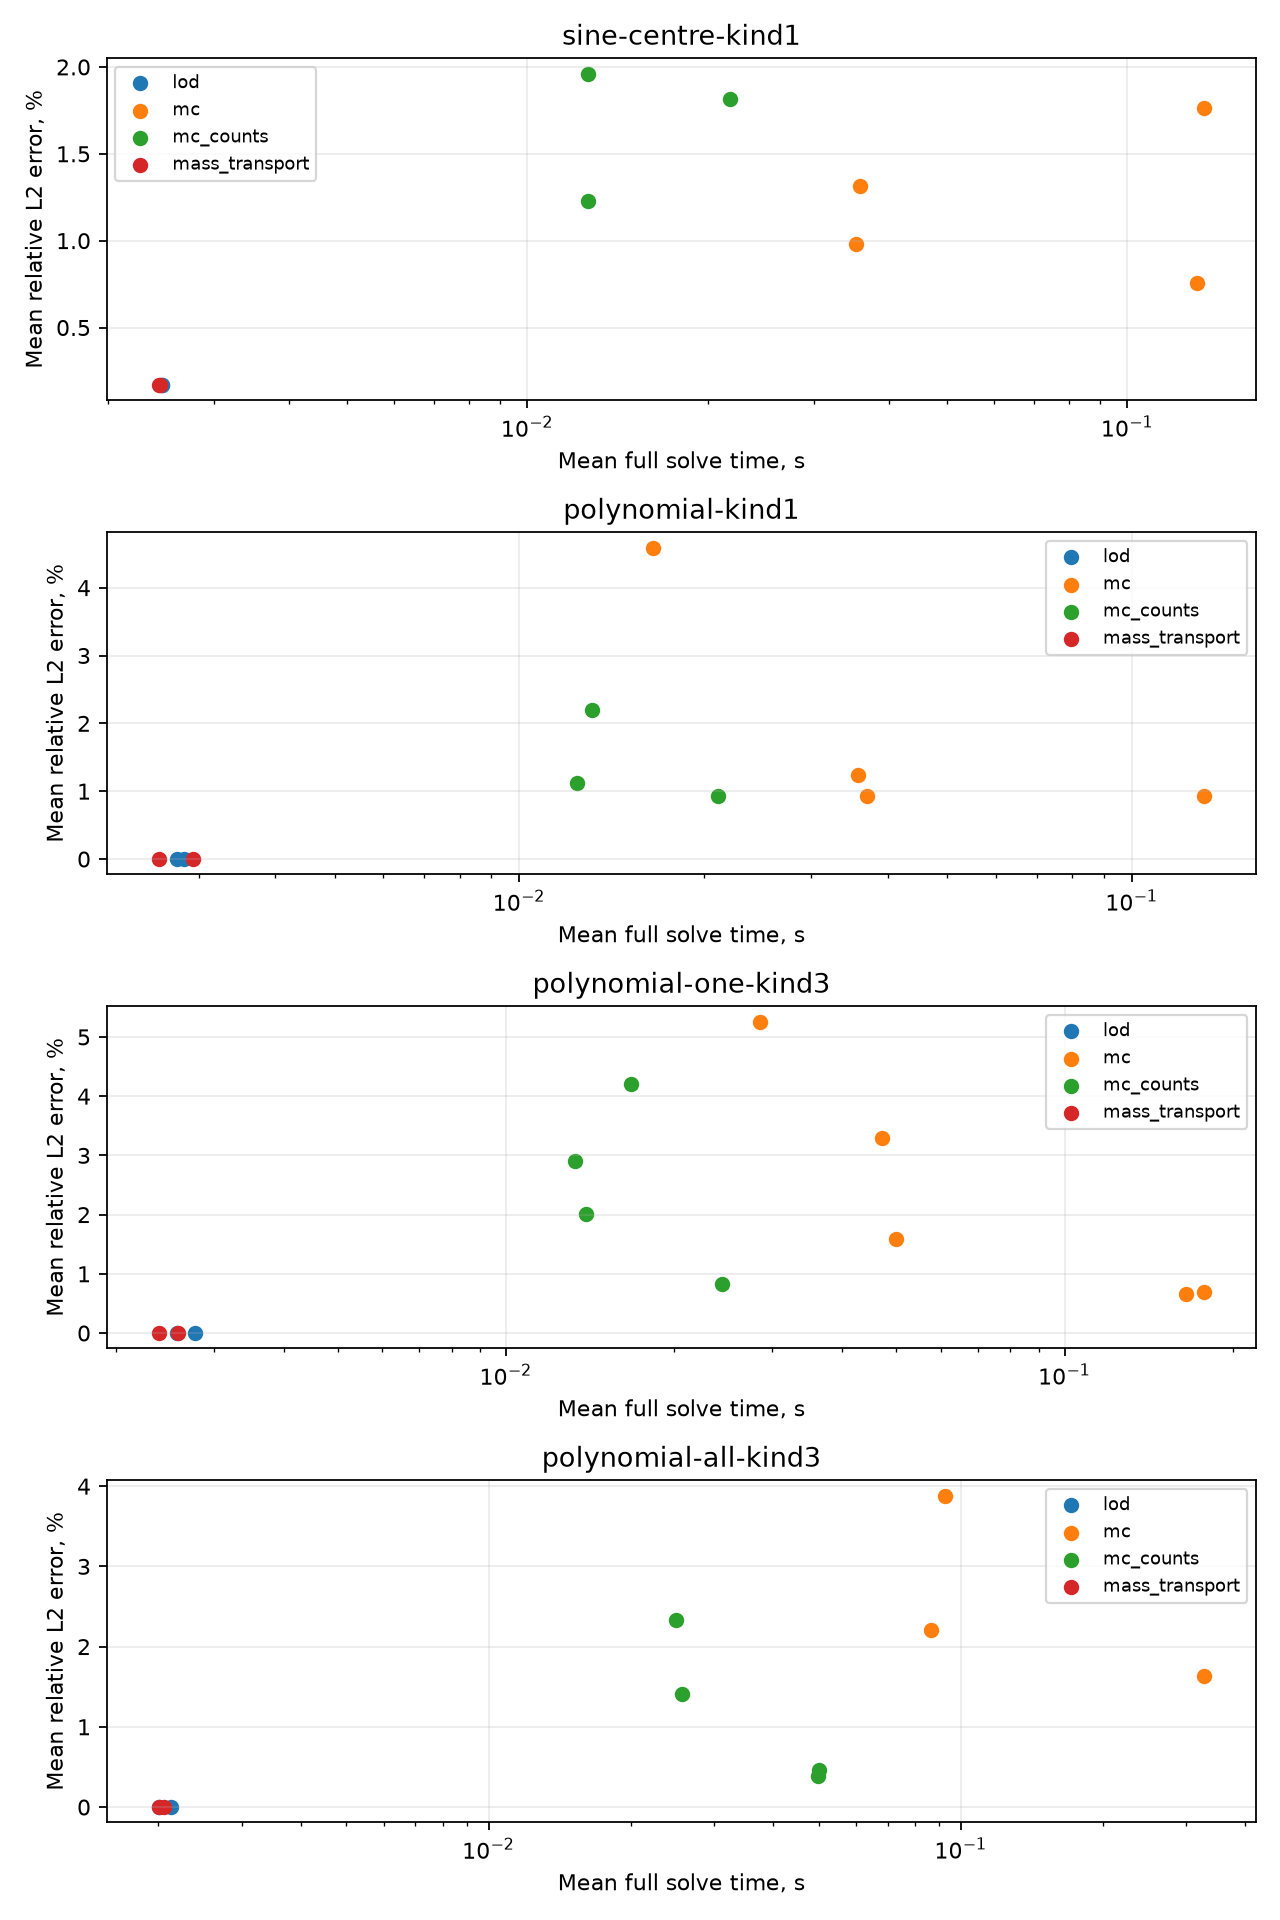 sine-centre-kind1
Mean relative L2 error, %
2.0
1.5
1.0
0.5
lod
mc
mc_counts
mass_transport
10⁻²
10⁻¹
Mean full solve time, s
polynomial-kind1
Mean relative L2 error, %
4
3
2
1
0
lod
mc
mc_counts
mass_transport
10⁻²
10⁻¹
Mean full solve time, s
polynomial-one-kind3
Mean relative L2 error, %
5
4
3
2
1
0
lod
mc
mc_counts
mass_transport
10⁻²
10⁻¹
Mean full solve time, s
polynomial-all-kind3
Mean relative L2 error, %
4
3
2
1
0
lod
mc
mc_counts
mass_transport
10⁻²
10⁻¹
Mean full solve time, s